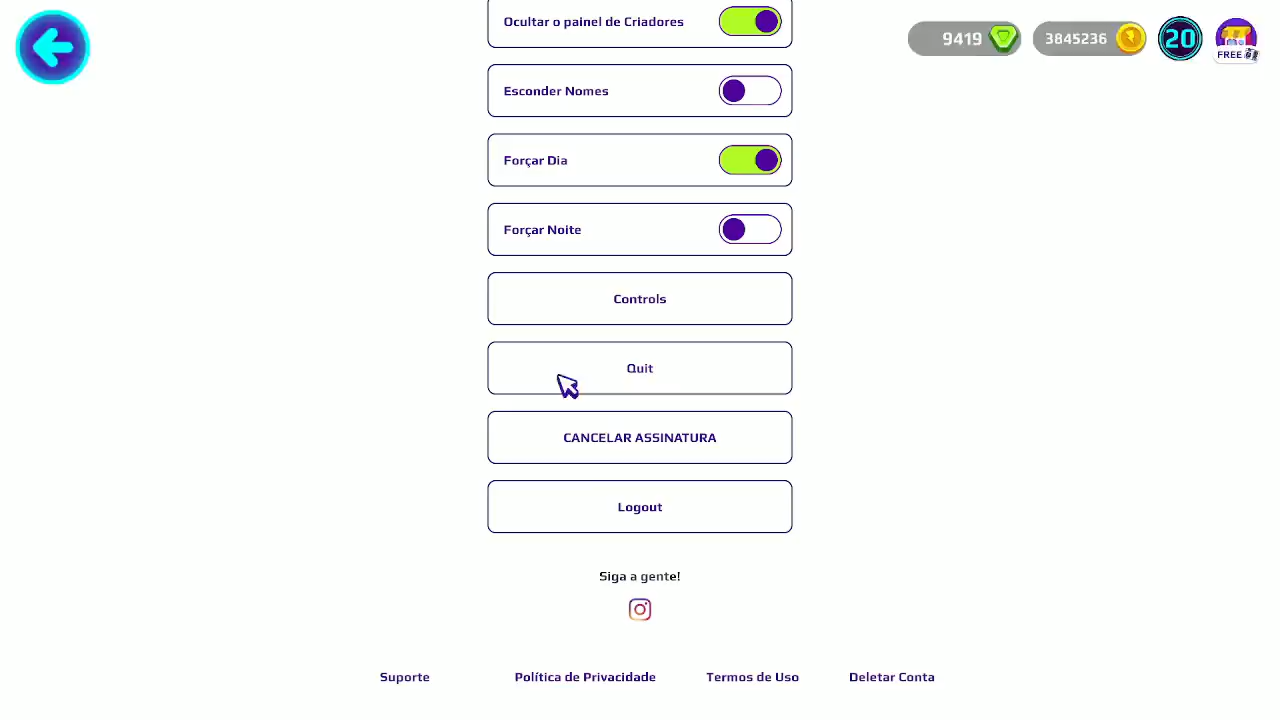 Ocultar o painel de Criadores
9419
3845236
20
FREE
Esconder Nomes
Forçar Dia
Forçar Noite
Controls
Quit
CANCELAR ASSINATURA
Logout
Siga a gente!
Suporte
Política de Privacidade
Termos de Uso
Deletar Conta